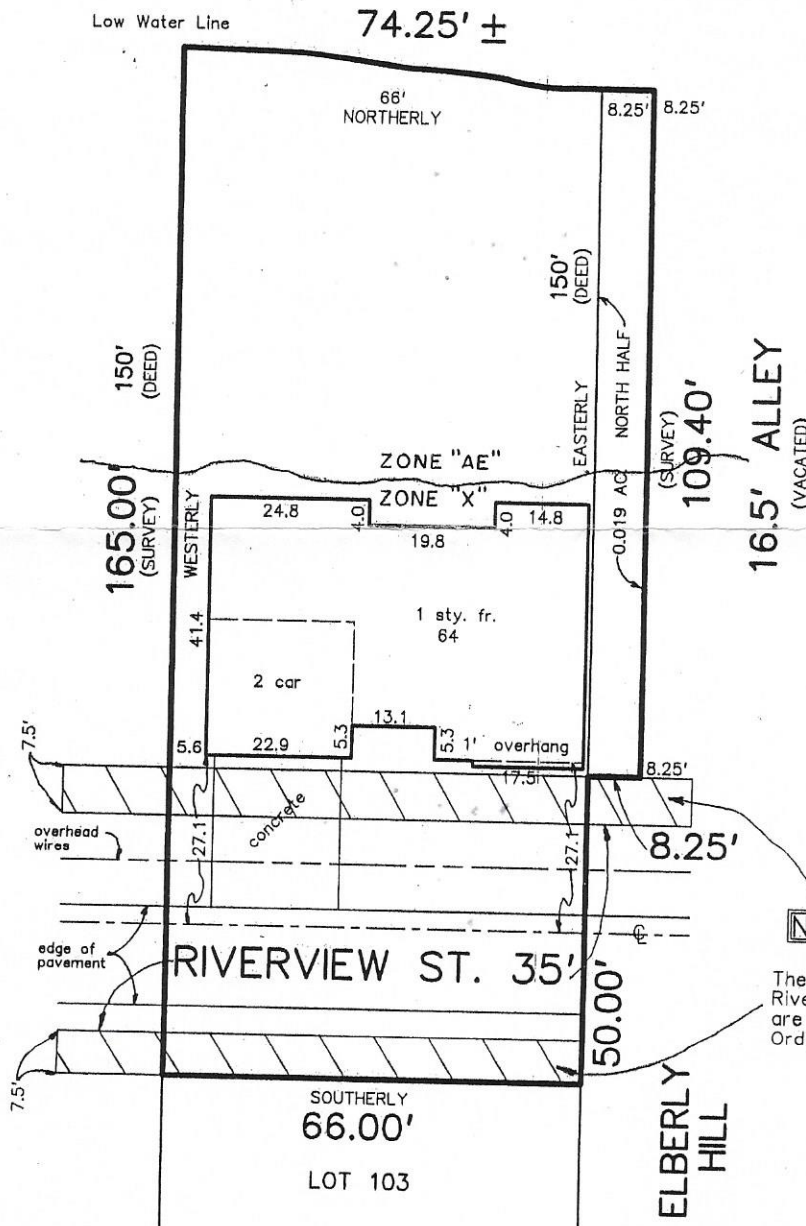 Low Water Line
74.25' ±
66'
NORTHERLY
8.25'
8.25'
150'
(DEED)
150'
(DEED)
EASTERLY
NORTH HALF
0.019 AC.
(SURVEY)
109.40'
16.5' ALLEY
(VACATED)
ZONE "AE"
ZONE "X"
165.00'
(SURVEY)
WESTERLY
24.8
4.0
19.8
4.0
14.8
41.4
1 sty. fr.
64
2 car
13.1
5.3
5.3
1'
overhang
5.6
22.9
17.5
7.5'
8.25'
8.25'
concrete
overhead
wires
27.1
27.1
℄
edge of
pavement
RIVERVIEW ST. 35'
50.00'
N
The
Rive
are
Ord
7.5'
SOUTHERLY
66.00'
LOT 103
ELBERLY
HILL